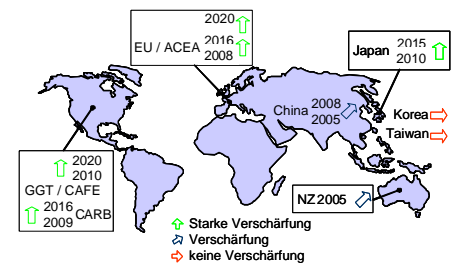 2020
EU / ACEA 2016
2008
Japan 2015
2010
China 2008
2005
Korea
Taiwan
2020
2010
GGT / CAFE
2016
2009 CARB
NZ 2005
Starke Verschärfung
Verschärfung
keine Verschärfung